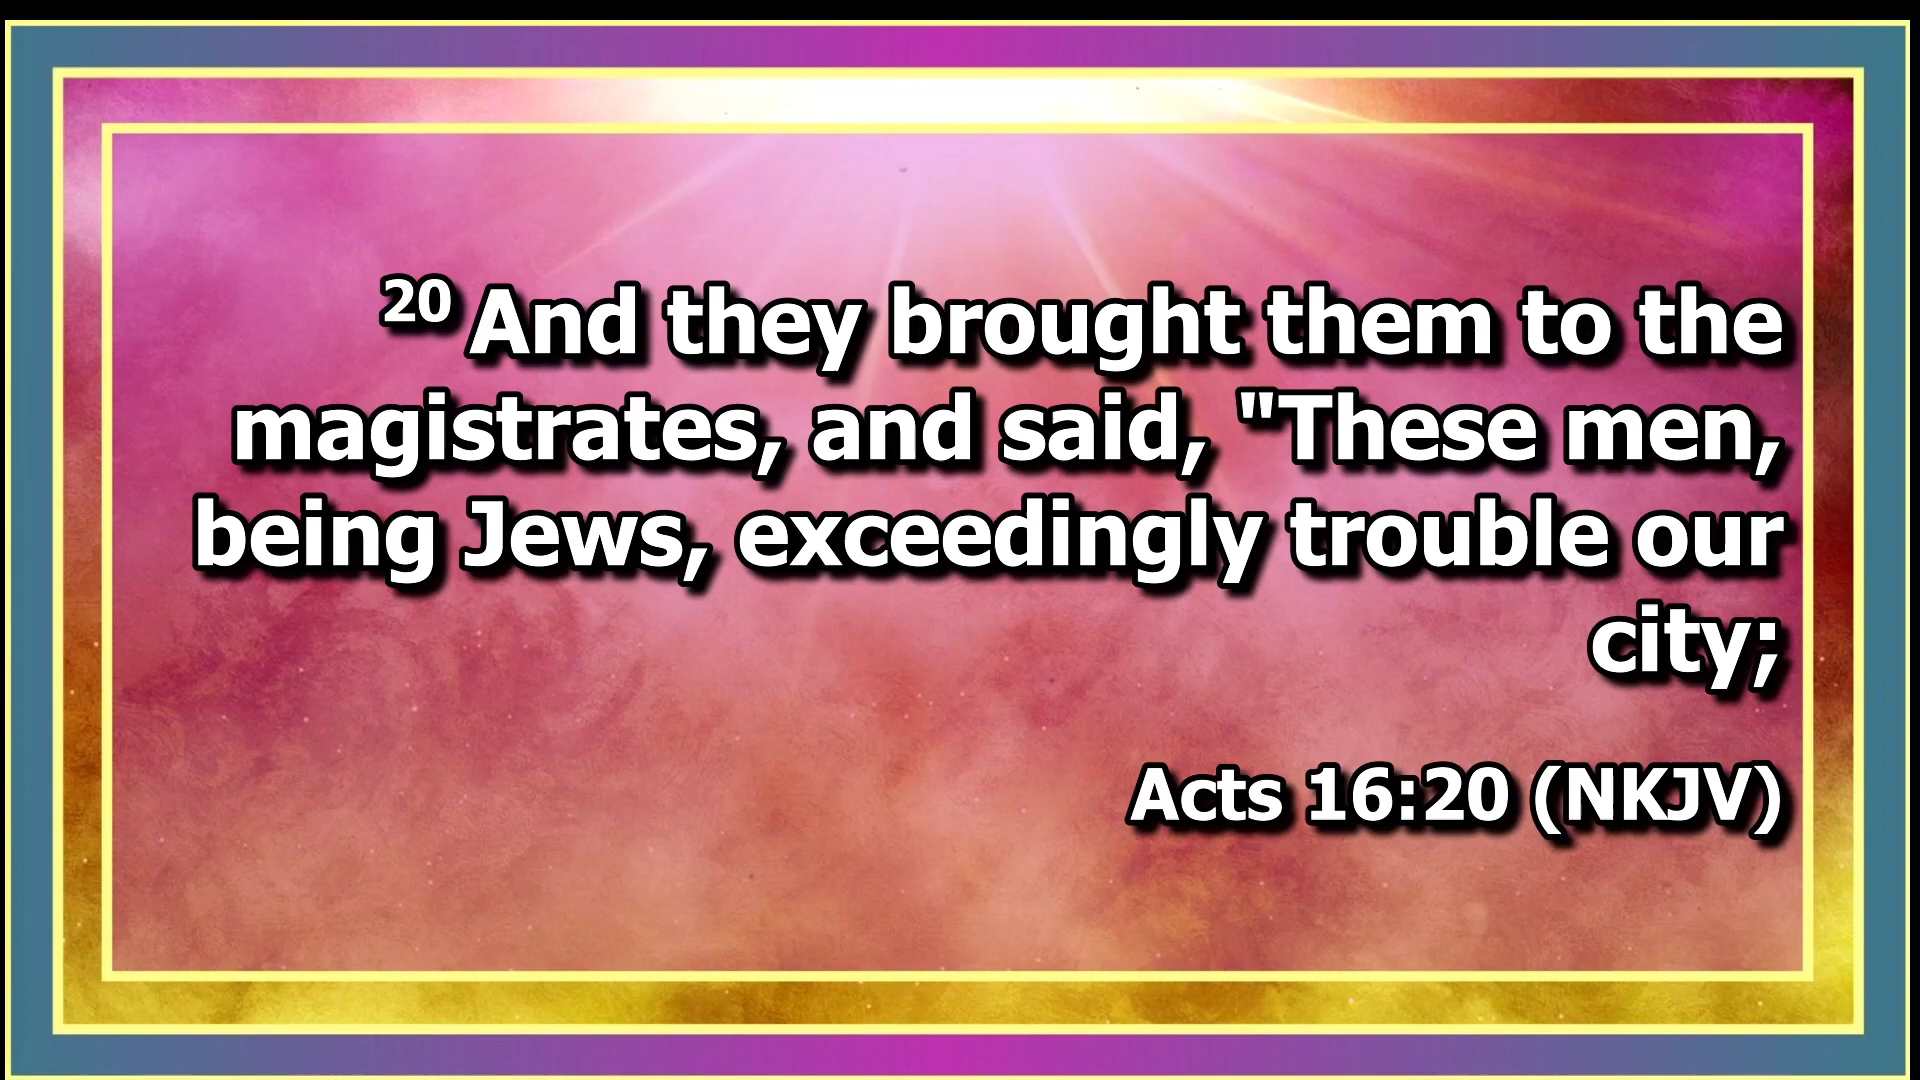 20 And they brought them to the
magistrates, and said, "These men,
being Jews, exceedingly trouble our
city;
Acts 16:20 (NKJV)